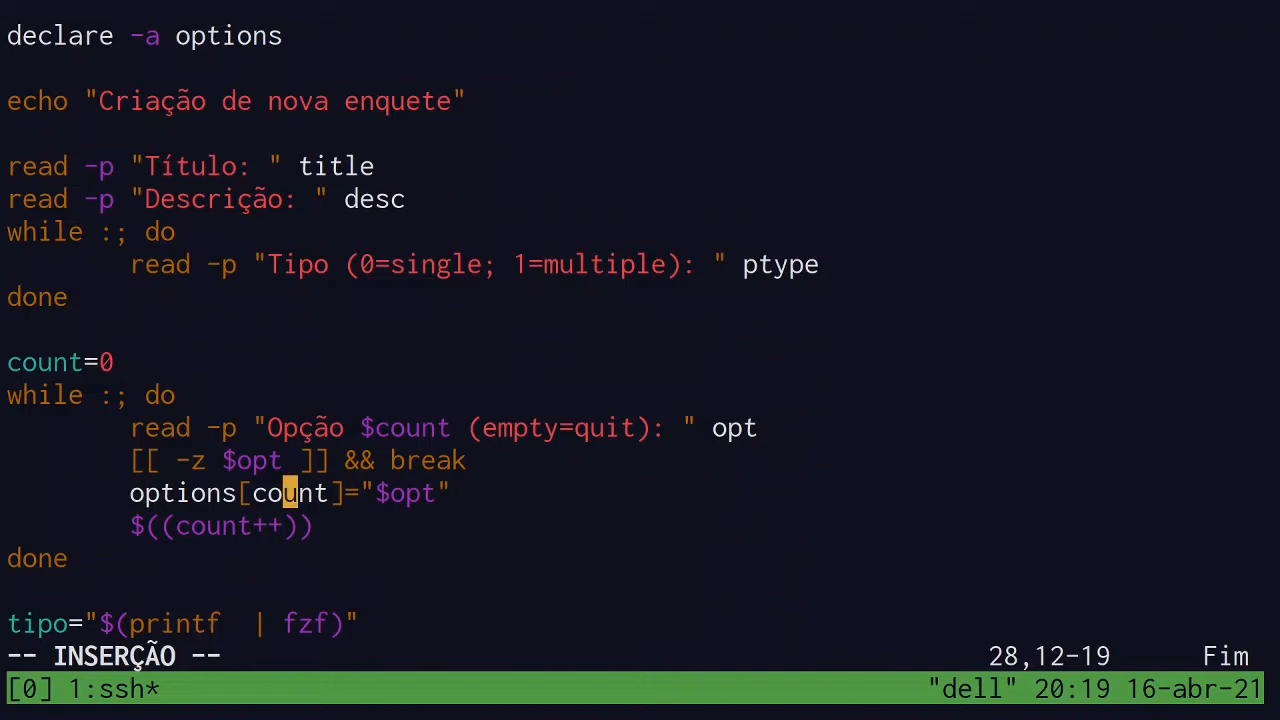 declare -a options
echo "Criação de nova enquete"
read -p "Título: " title
read -p "Descrição: " desc
while :; do
        read -p "Tipo (0=single; 1=multiple): " ptype
done
count=0
while :; do
        read -p "Opção $count (empty=quit): " opt
        [[ -z $opt ]] && break
        options[count]="$opt"
        $((count++))
done
tipo="$(printf  | fzf)"
-- INSERÇÃO -- 28,12-19 Fim
[0] 1:ssh* "dell" 20:19 16-abr-21